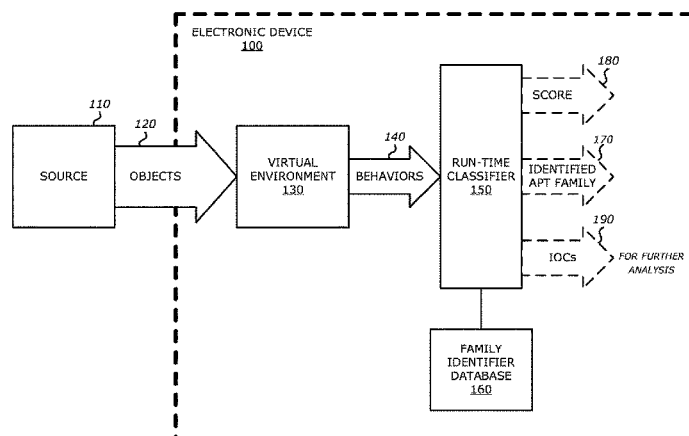 ELECTRONIC DEVICE
100
110
SOURCE
120
OBJECTS
VIRTUAL
ENVIRONMENT
130
140
BEHAVIORS
RUN-TIME
CLASSIFIER
150
180
SCORE
170
IDENTIFIED
APT FAMILY
190
IOCs
FOR FURTHER
ANALYSIS
FAMILY
IDENTIFIER
DATABASE
160